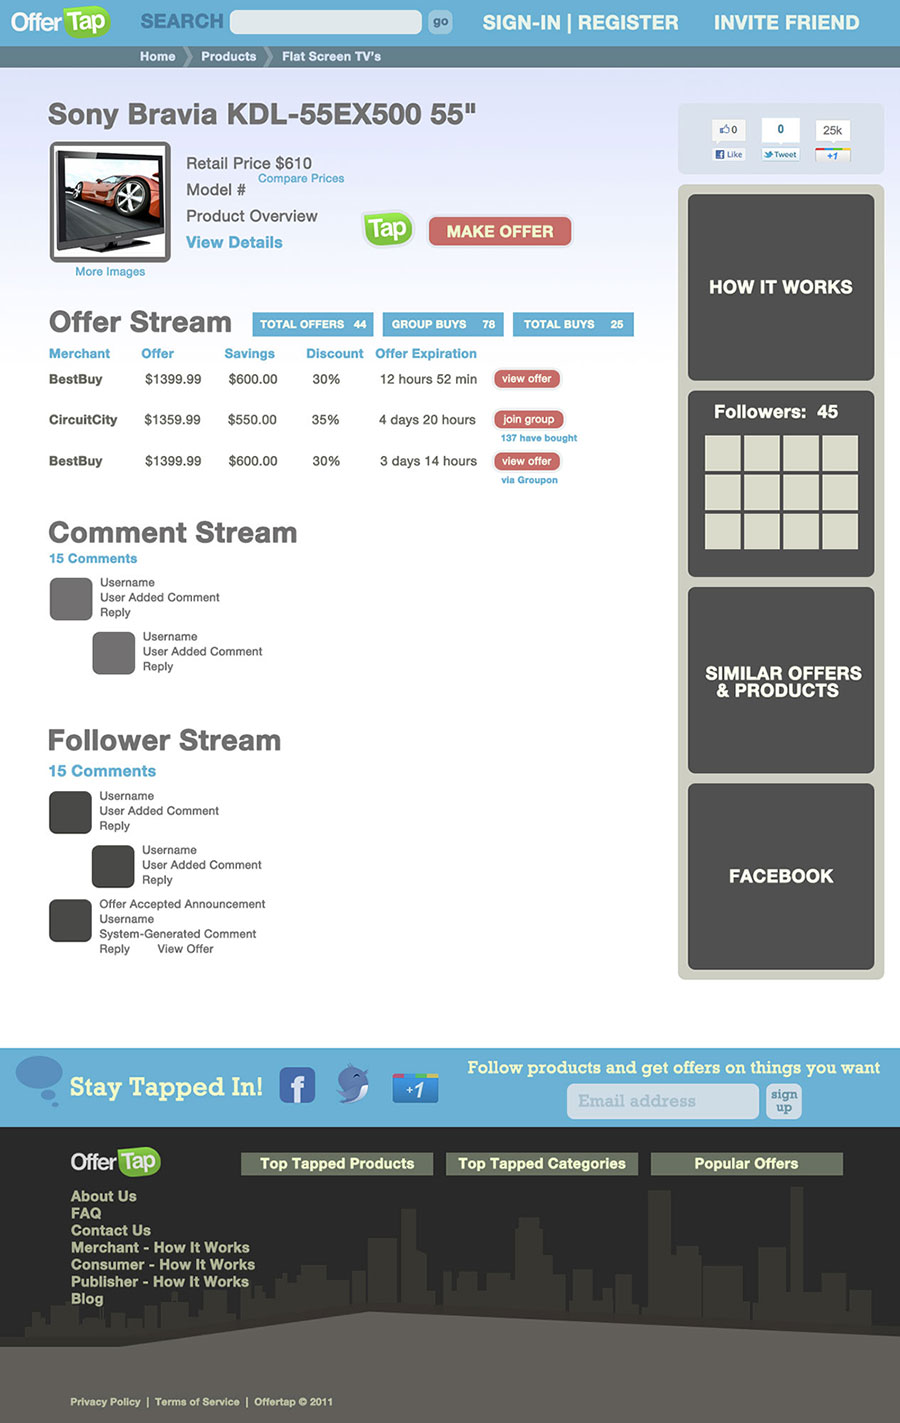 OfferTap SEARCH go SIGN-IN | REGISTER INVITE FRIEND
Home Products Flat Screen TV's
Sony Bravia KDL-55EX500 55"
0 0 25k
Like Tweet +1
Retail Price $610
Compare Prices
Model #
Product Overview
View Details
Tap MAKE OFFER
More Images
HOW IT WORKS
Offer Stream TOTAL OFFERS 44 GROUP BUYS 78 TOTAL BUYS 25
Merchant Offer Savings Discount Offer Expiration
BestBuy $1399.99 $600.00 30% 12 hours 52 min view offer
CircuitCity $1359.99 $550.00 35% 4 days 20 hours join group
137 have bought
BestBuy $1399.99 $600.00 30% 3 days 14 hours view offer
via Groupon
Followers: 45
Comment Stream
15 Comments
Username
User Added Comment
Reply
Username
User Added Comment
Reply
SIMILAR OFFERS
& PRODUCTS
Follower Stream
15 Comments
Username
User Added Comment
Reply
Username
User Added Comment
Reply
Offer Accepted Announcement
Username
System-Generated Comment
Reply View Offer
FACEBOOK
Stay Tapped In! f +1
Follow products and get offers on things you want
Email address sign
up
OfferTap Top Tapped Products Top Tapped Categories Popular Offers
About Us
FAQ
Contact Us
Merchant - How It Works
Consumer - How It Works
Publisher - How It Works
Blog
Privacy Policy | Terms of Service | Offertap © 2011